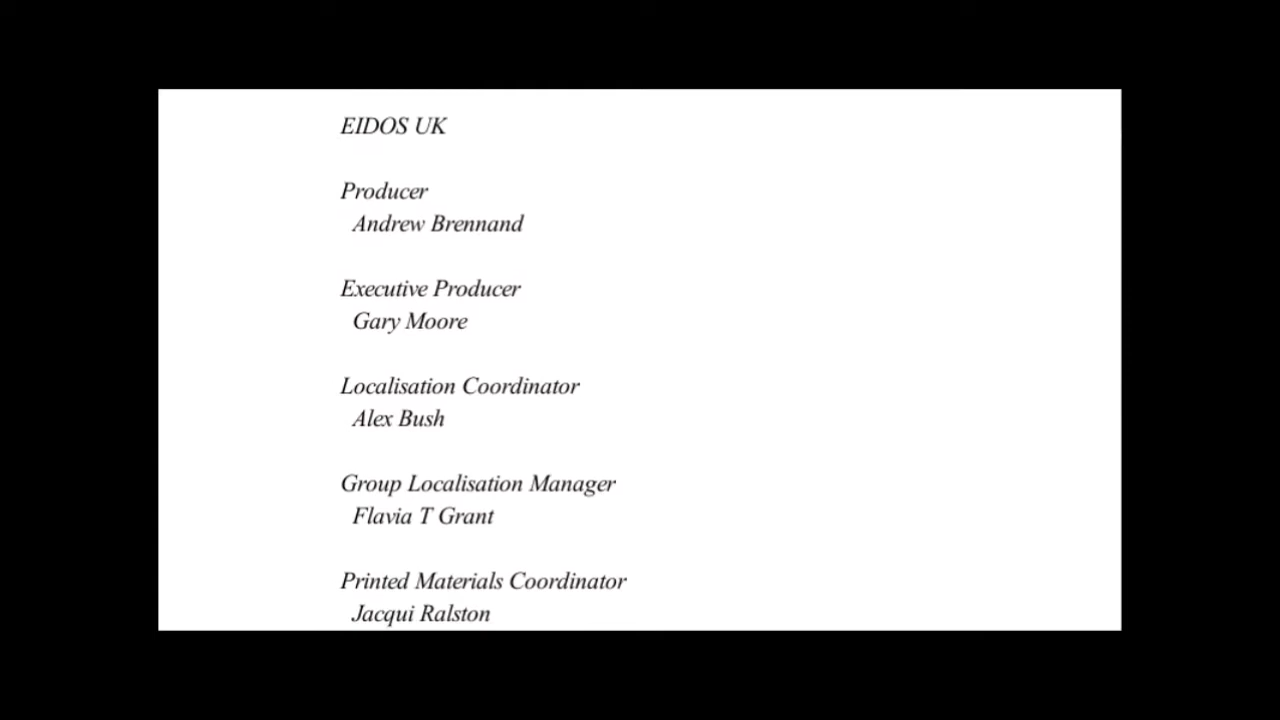 EIDOS UK
Producer
Andrew Brennand
Executive Producer
Gary Moore
Localisation Coordinator
Alex Bush
Group Localisation Manager
Flavia T Grant
Printed Materials Coordinator
Jacqui Ralston